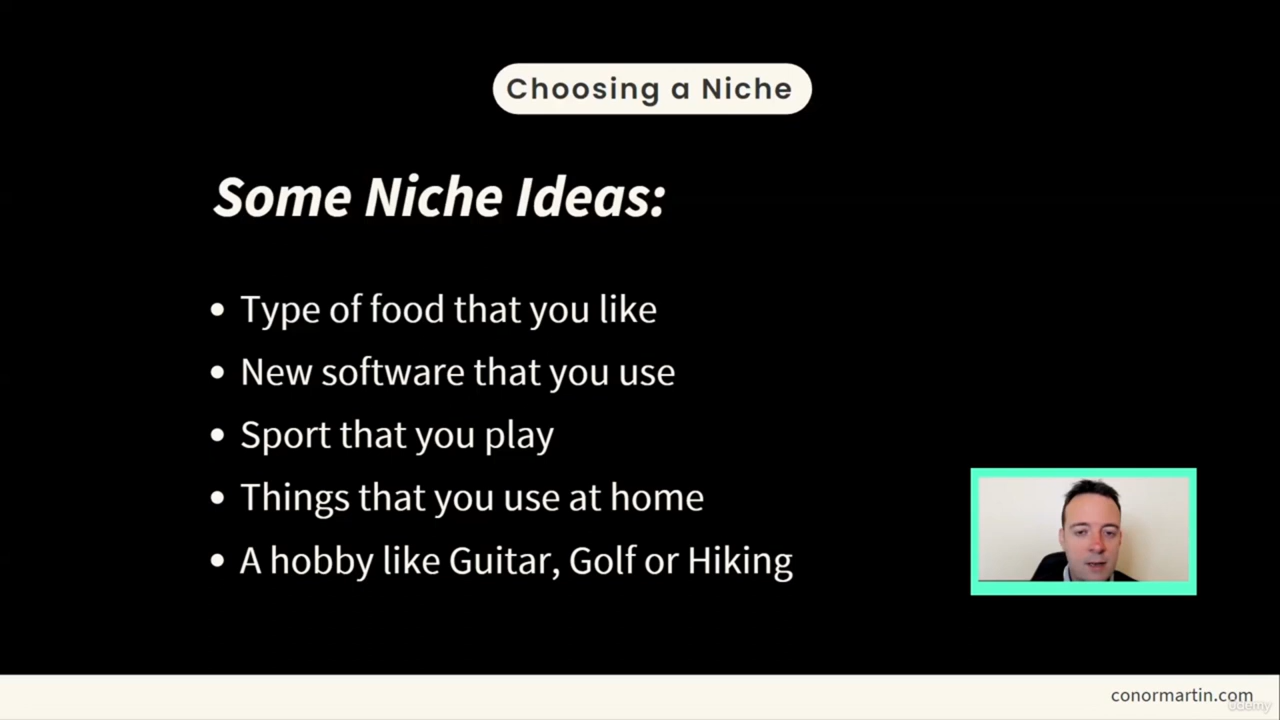 Choosing a Niche
Some Niche Ideas:
• Type of food that you like
• New software that you use
• Sport that you play
• Things that you use at home
• A hobby like Guitar, Golf or Hiking
conormartin.com
udemy